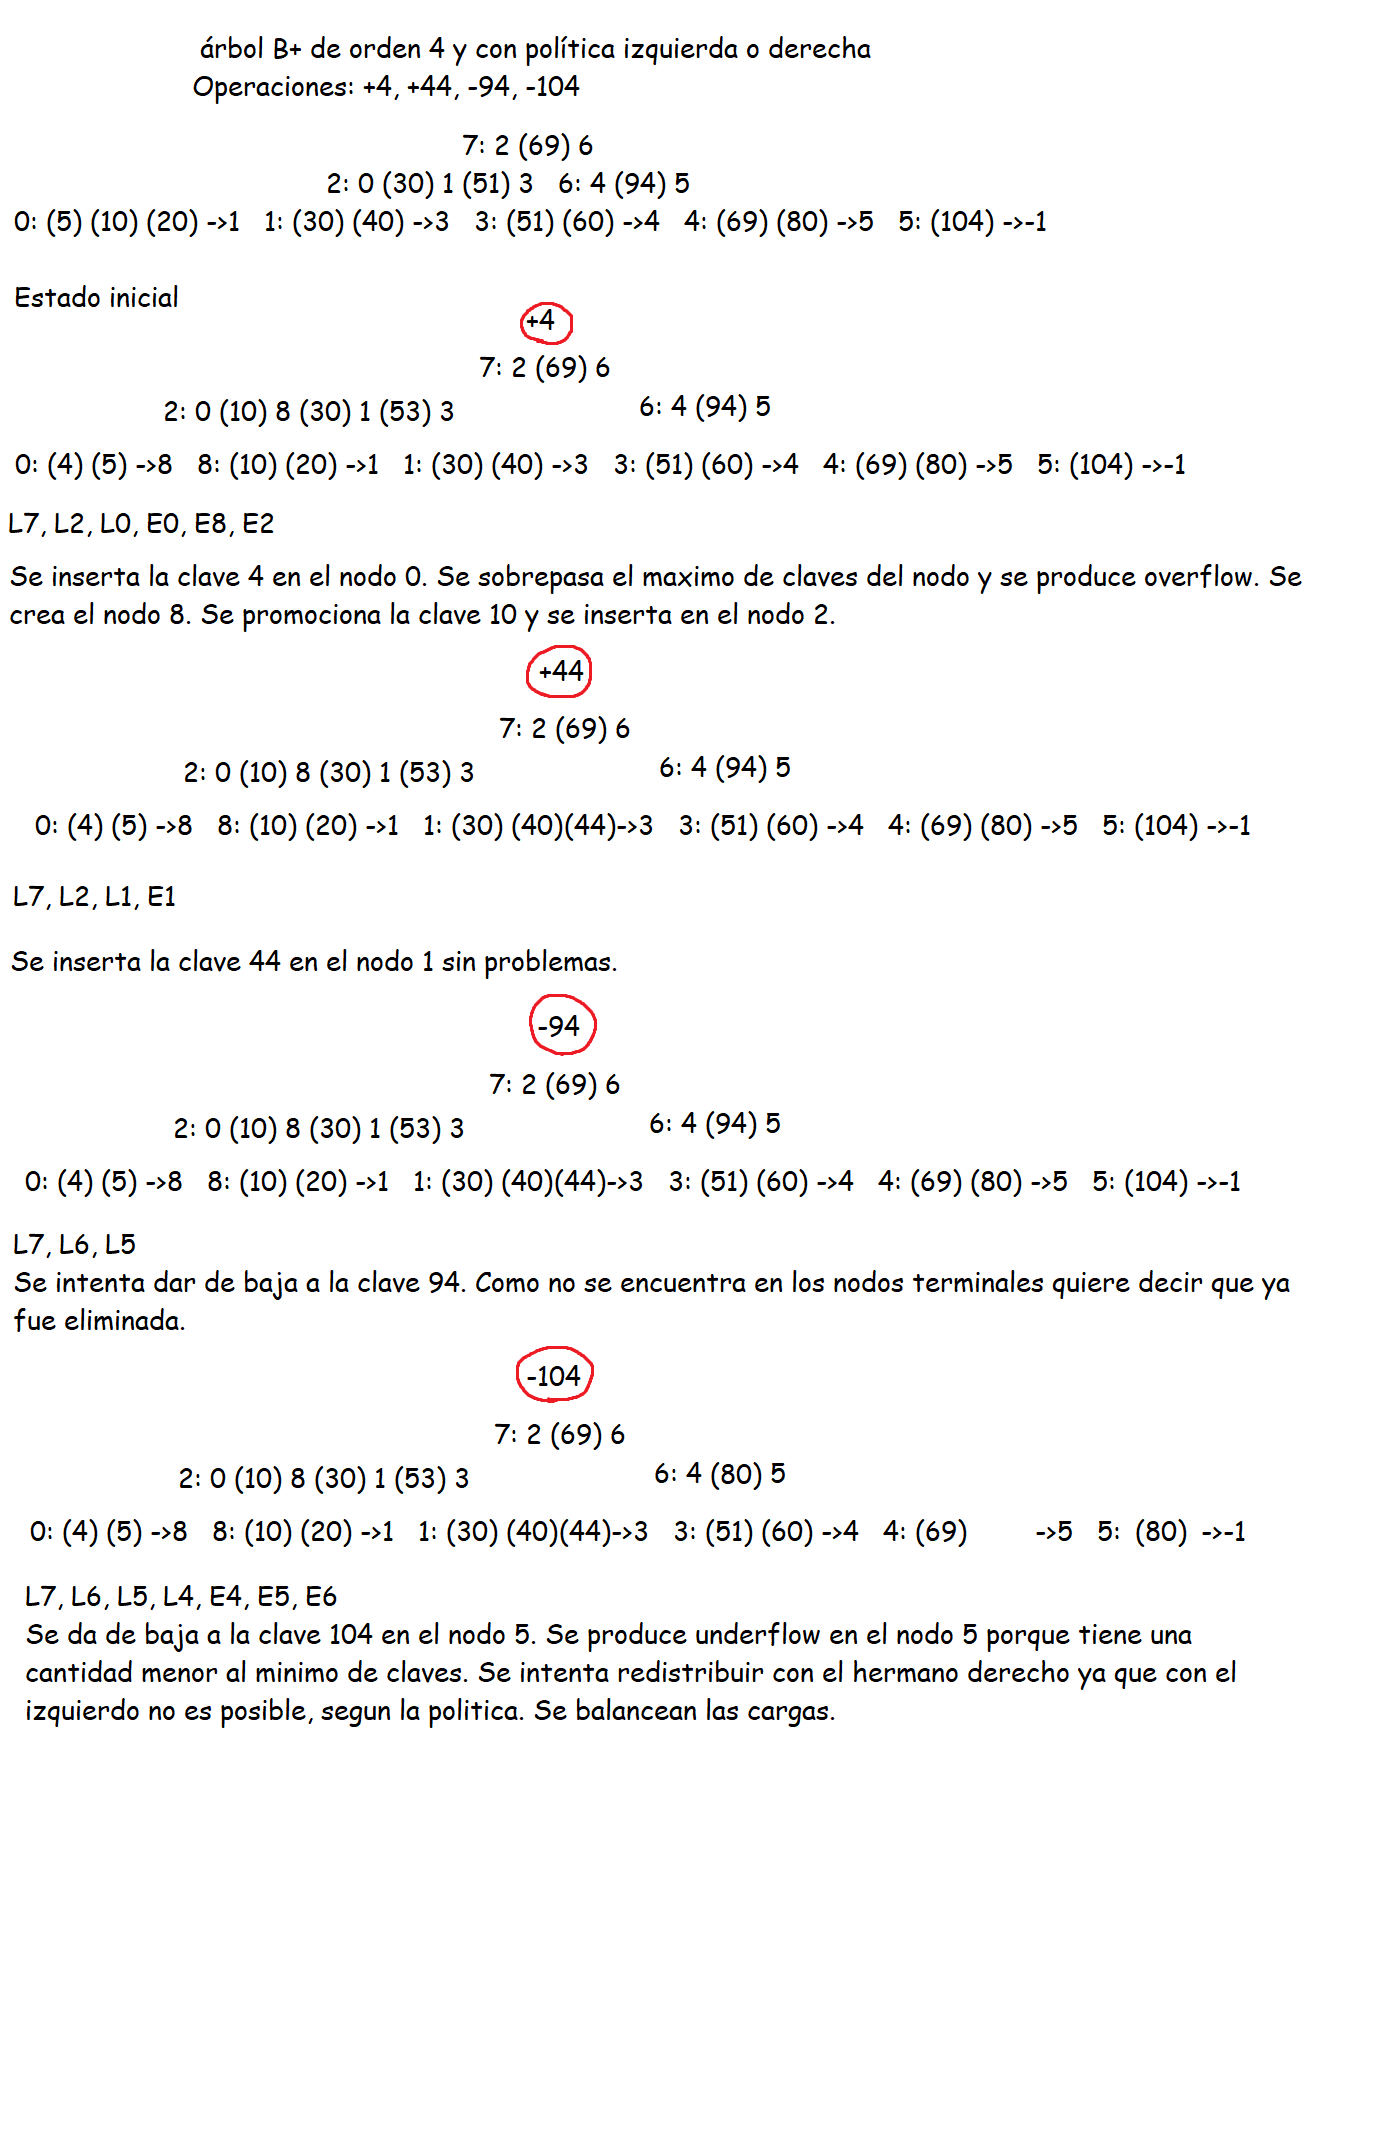 árbol B+ de orden 4 y con política izquierda o derecha
Operaciones: +4, +44, -94, -104
7: 2 (69) 6
2: 0 (30) 1 (51) 3 6: 4 (94) 5
0: (5) (10) (20) ->1 1: (30) (40) ->3 3: (51) (60) ->4 4: (69) (80) ->5 5: (104) ->-1
Estado inicial
+4
7: 2 (69) 6
2: 0 (10) 8 (30) 1 (53) 3 6: 4 (94) 5
0: (4) (5) ->8 8: (10) (20) ->1 1: (30) (40) ->3 3: (51) (60) ->4 4: (69) (80) ->5 5: (104) ->-1
L7, L2, L0, E0, E8, E2
Se inserta la clave 4 en el nodo 0. Se sobrepasa el maximo de claves del nodo y se produce overflow. Se
crea el nodo 8. Se promociona la clave 10 y se inserta en el nodo 2.
+44
7: 2 (69) 6
2: 0 (10) 8 (30) 1 (53) 3 6: 4 (94) 5
0: (4) (5) ->8 8: (10) (20) ->1 1: (30) (40)(44)->3 3: (51) (60) ->4 4: (69) (80) ->5 5: (104) ->-1
L7, L2, L1, E1
Se inserta la clave 44 en el nodo 1 sin problemas.
-94
7: 2 (69) 6
2: 0 (10) 8 (30) 1 (53) 3 6: 4 (94) 5
0: (4) (5) ->8 8: (10) (20) ->1 1: (30) (40)(44)->3 3: (51) (60) ->4 4: (69) (80) ->5 5: (104) ->-1
L7, L6, L5
Se intenta dar de baja a la clave 94. Como no se encuentra en los nodos terminales quiere decir que ya
fue eliminada.
-104
7: 2 (69) 6
2: 0 (10) 8 (30) 1 (53) 3 6: 4 (80) 5
0: (4) (5) ->8 8: (10) (20) ->1 1: (30) (40)(44)->3 3: (51) (60) ->4 4: (69) ->5 5: (80) ->-1
L7, L6, L5, L4, E4, E5, E6
Se da de baja a la clave 104 en el nodo 5. Se produce underflow en el nodo 5 porque tiene una
cantidad menor al minimo de claves. Se intenta redistribuir con el hermano derecho ya que con el
izquierdo no es posible, segun la politica. Se balancean las cargas.